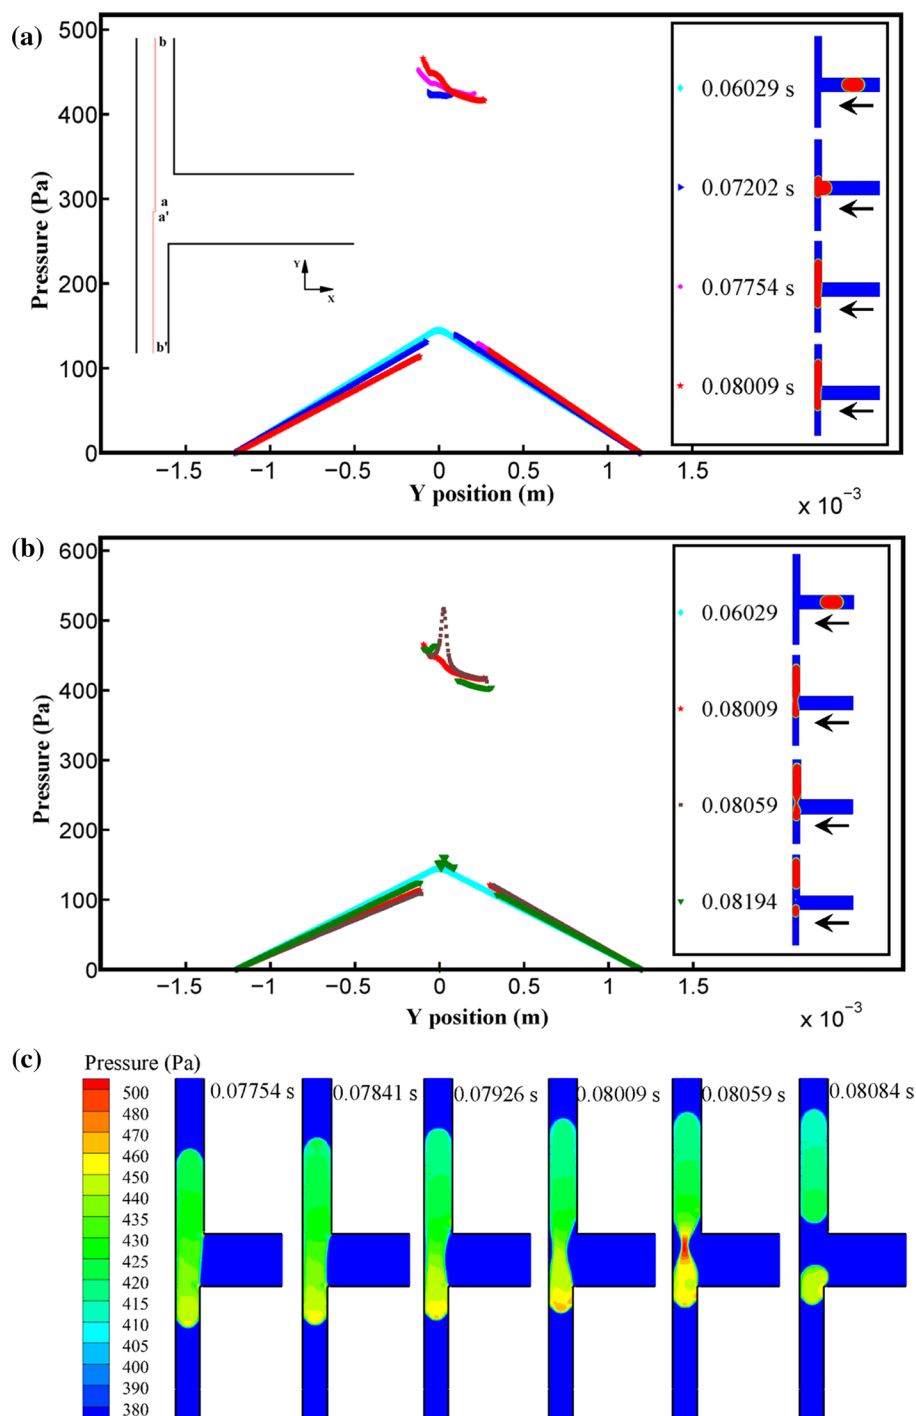 (a)
500
400
300
200
100
0
Pressure (Pa)
b
a
a'
b'
Y
X
0.06029 s
0.07202 s
0.07754 s
0.08009 s
−1.5 −1 −0.5 0 0.5 1 1.5
Y position (m)
x 10⁻³
(b)
600
500
400
300
200
100
0
Pressure (Pa)
0.06029
0.08009
0.08059
0.08194
−1.5 −1 −0.5 0 0.5 1 1.5
Y position (m)
x 10⁻³
(c)
Pressure (Pa)
500
480
470
460
450
440
435
430
425
420
415
410
405
400
390
380
0.07754 s 0.07841 s 0.07926 s 0.08009 s 0.08059 s 0.08084 s